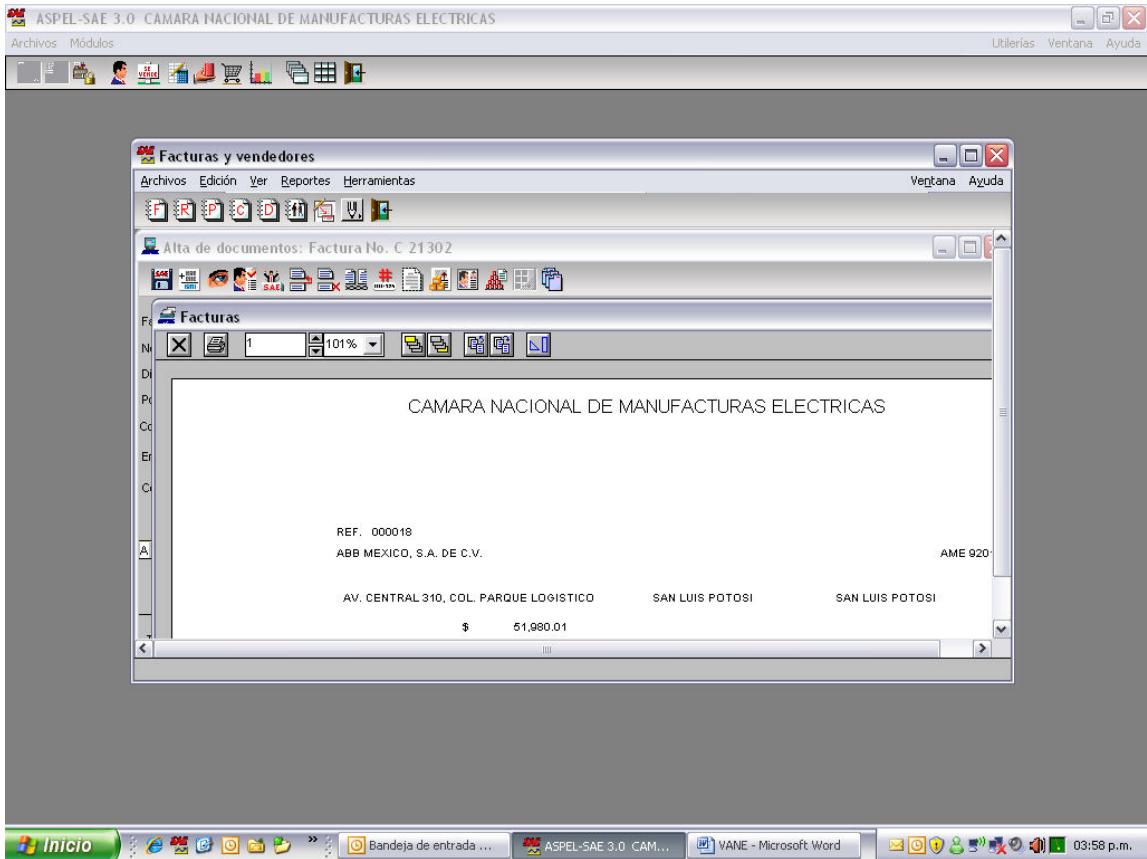 ASPEL-SAE 3.0 CAMARA NACIONAL DE MANUFACTURAS ELECTRICAS
Archivos Módulos Utilerías Ventana Ayuda
SE VENDE
Facturas y vendedores
Archivos Edición Ver Reportes Herramientas Ventana Ayuda
F R P C D
Alta de documentos: Factura No. C 21302
Facturas
1 101%
CAMARA NACIONAL DE MANUFACTURAS ELECTRICAS
REF. 000018
ABB MEXICO, S.A. DE C.V. AME 920
AV. CENTRAL 310, COL. PARQUE LOGISTICO SAN LUIS POTOSI SAN LUIS POTOSI
$ 51,980.01
Inicio Bandeja de entrada ... ASPEL-SAE 3.0 CAM... VANE - Microsoft Word 03:58 p.m.